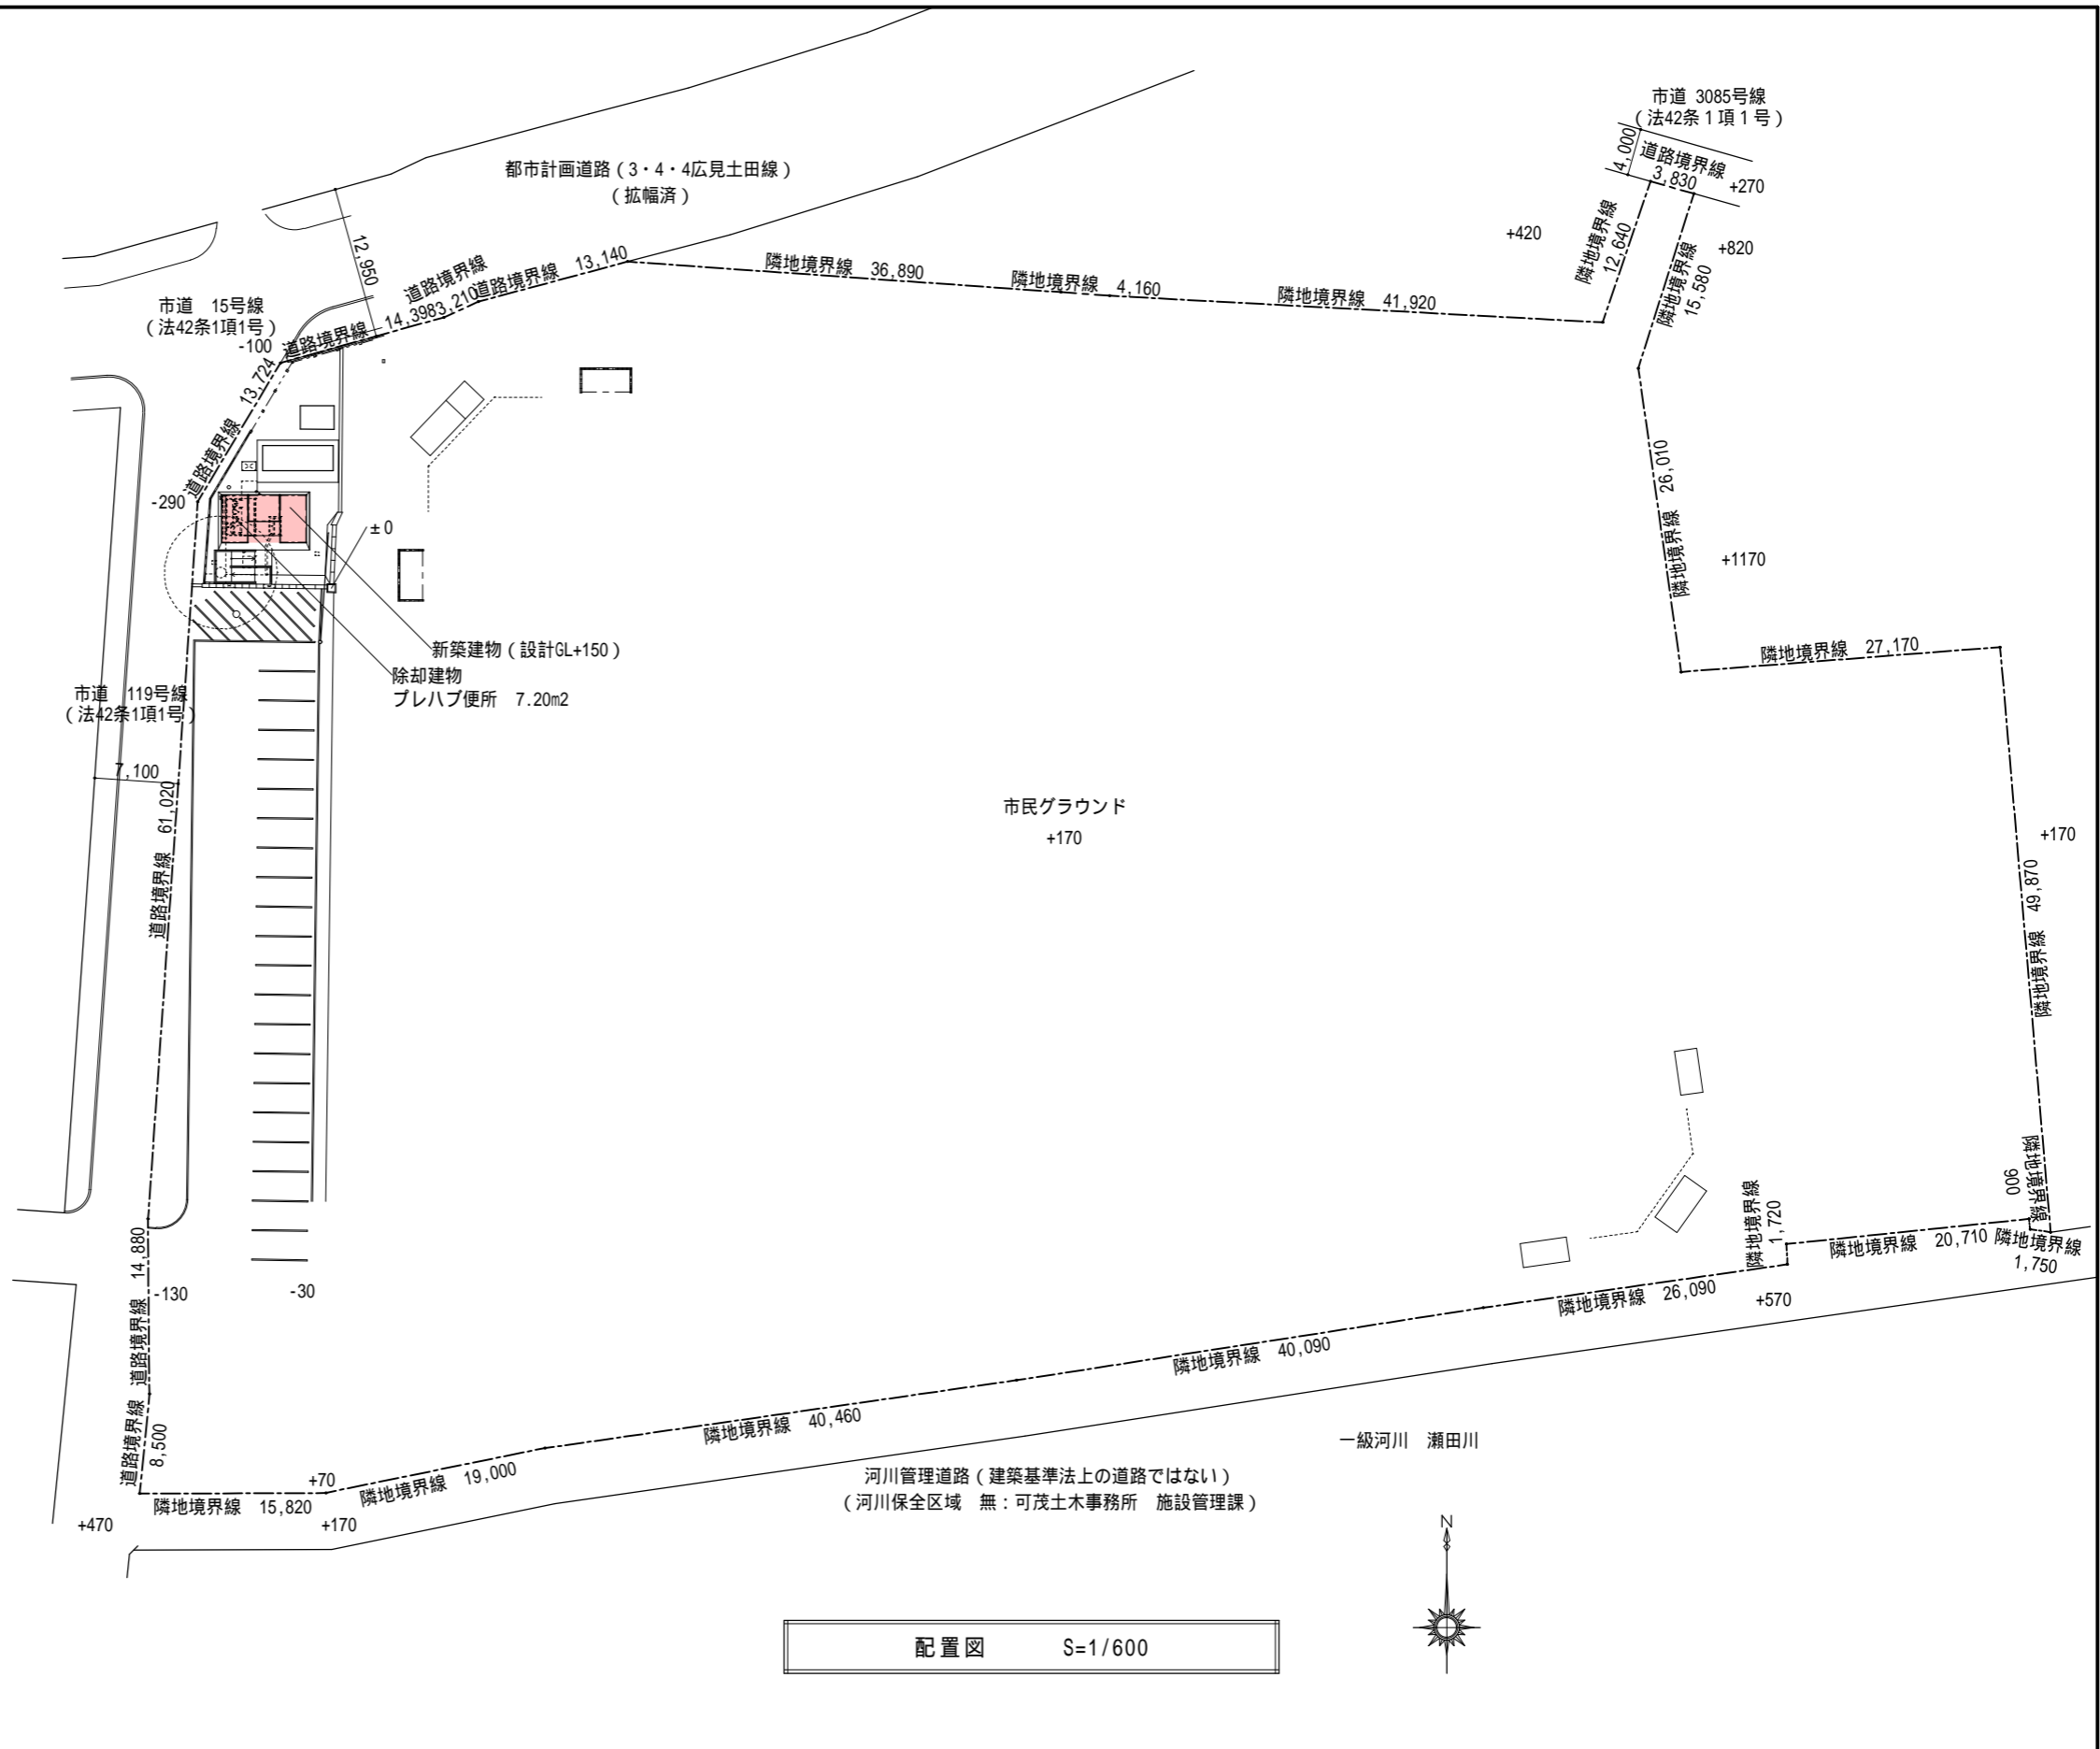 市道 3085号線
（法42条１項１号）
4,000
道路境界線
3,830
+270
都市計画道路（3・4・4広見土田線）
（拡幅済）
12,950
+420
隣地境界線
12,640
隣地境界線
15,580
+820
市道　15号線
（法42条1項1号）
-100
道路境界線
14,398
道路境界線
3,210
道路境界線　13,140
隣地境界線　36,890
隣地境界線　4,160
隣地境界線　41,920
道路境界線　13,724
-290
±0
隣地境界線　26,010
+1170
新築建物（設計GL+150）
除却建物
プレハブ便所　7.20m2
隣地境界線　27,170
市道　119号線
（法42条1項1号）
7,100
道路境界線　61,020
市民グラウンド
+170
+170
隣地境界線　49,870
隣地境界線
900
隣地境界線
1,720
隣地境界線　20,710
隣地境界線
1,750
道路境界線　14,880
-130
-30
隣地境界線　26,090
+570
隣地境界線　40,090
道路境界線
8,500
隣地境界線　40,460
一級河川　瀬田川
+70
隣地境界線　19,000
隣地境界線　15,820
+470
+170
河川管理道路（建築基準法上の道路ではない）
（河川保全区域　無：可茂土木事務所　施設管理課）
N
配置図　S=1/600